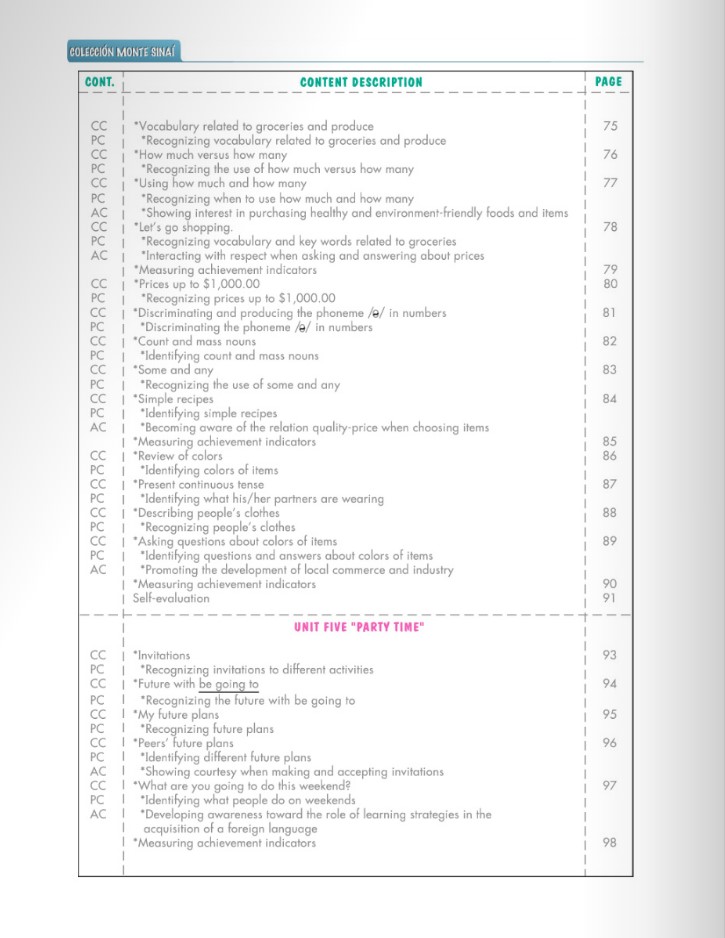 COLECCIÓN MONTE SINAÍ
CONT. CONTENT DESCRIPTION PAGE
CC *Vocabulary related to groceries and produce 75
PC *Recognizing vocabulary related to groceries and produce
CC *How much versus how many 76
PC *Recognizing the use of how much versus how many
CC *Using how much and how many 77
PC *Recognizing when to use how much and how many
AC *Showing interest in purchasing healthy and environment-friendly foods and items
CC *Let's go shopping. 78
PC *Recognizing vocabulary and key words related to groceries
AC *Interacting with respect when asking and answering about prices
*Measuring achievement indicators 79
CC *Prices up to $1,000.00 80
PC *Recognizing prices up to $1,000.00
CC *Discriminating and producing the phoneme /ə/ in numbers 81
PC *Discriminating the phoneme /ə/ in numbers
CC *Count and mass nouns 82
PC *Identifying count and mass nouns
CC *Some and any 83
PC *Recognizing the use of some and any
CC *Simple recipes 84
PC *Identifying simple recipes
AC *Becoming aware of the relation quality-price when choosing items
*Measuring achievement indicators 85
CC *Review of colors 86
PC *Identifying colors of items
CC *Present continuous tense 87
PC *Identifying what his/her partners are wearing
CC *Describing people's clothes 88
PC *Recognizing people's clothes
CC *Asking questions about colors of items 89
PC *Identifying questions and answers about colors of items
AC *Promoting the development of local commerce and industry
*Measuring achievement indicators 90
Self-evaluation 91
UNIT FIVE "PARTY TIME"
CC *Invitations 93
PC *Recognizing invitations to different activities
CC *Future with be going to 94
PC *Recognizing the future with be going to
CC *My future plans 95
PC *Recognizing future plans
CC *Peers' future plans 96
PC *Identifying different future plans
AC *Showing courtesy when making and accepting invitations
CC *What are you going to do this weekend? 97
PC *Identifying what people do on weekends
AC *Developing awareness toward the role of learning strategies in the
acquisition of a foreign language
*Measuring achievement indicators 98